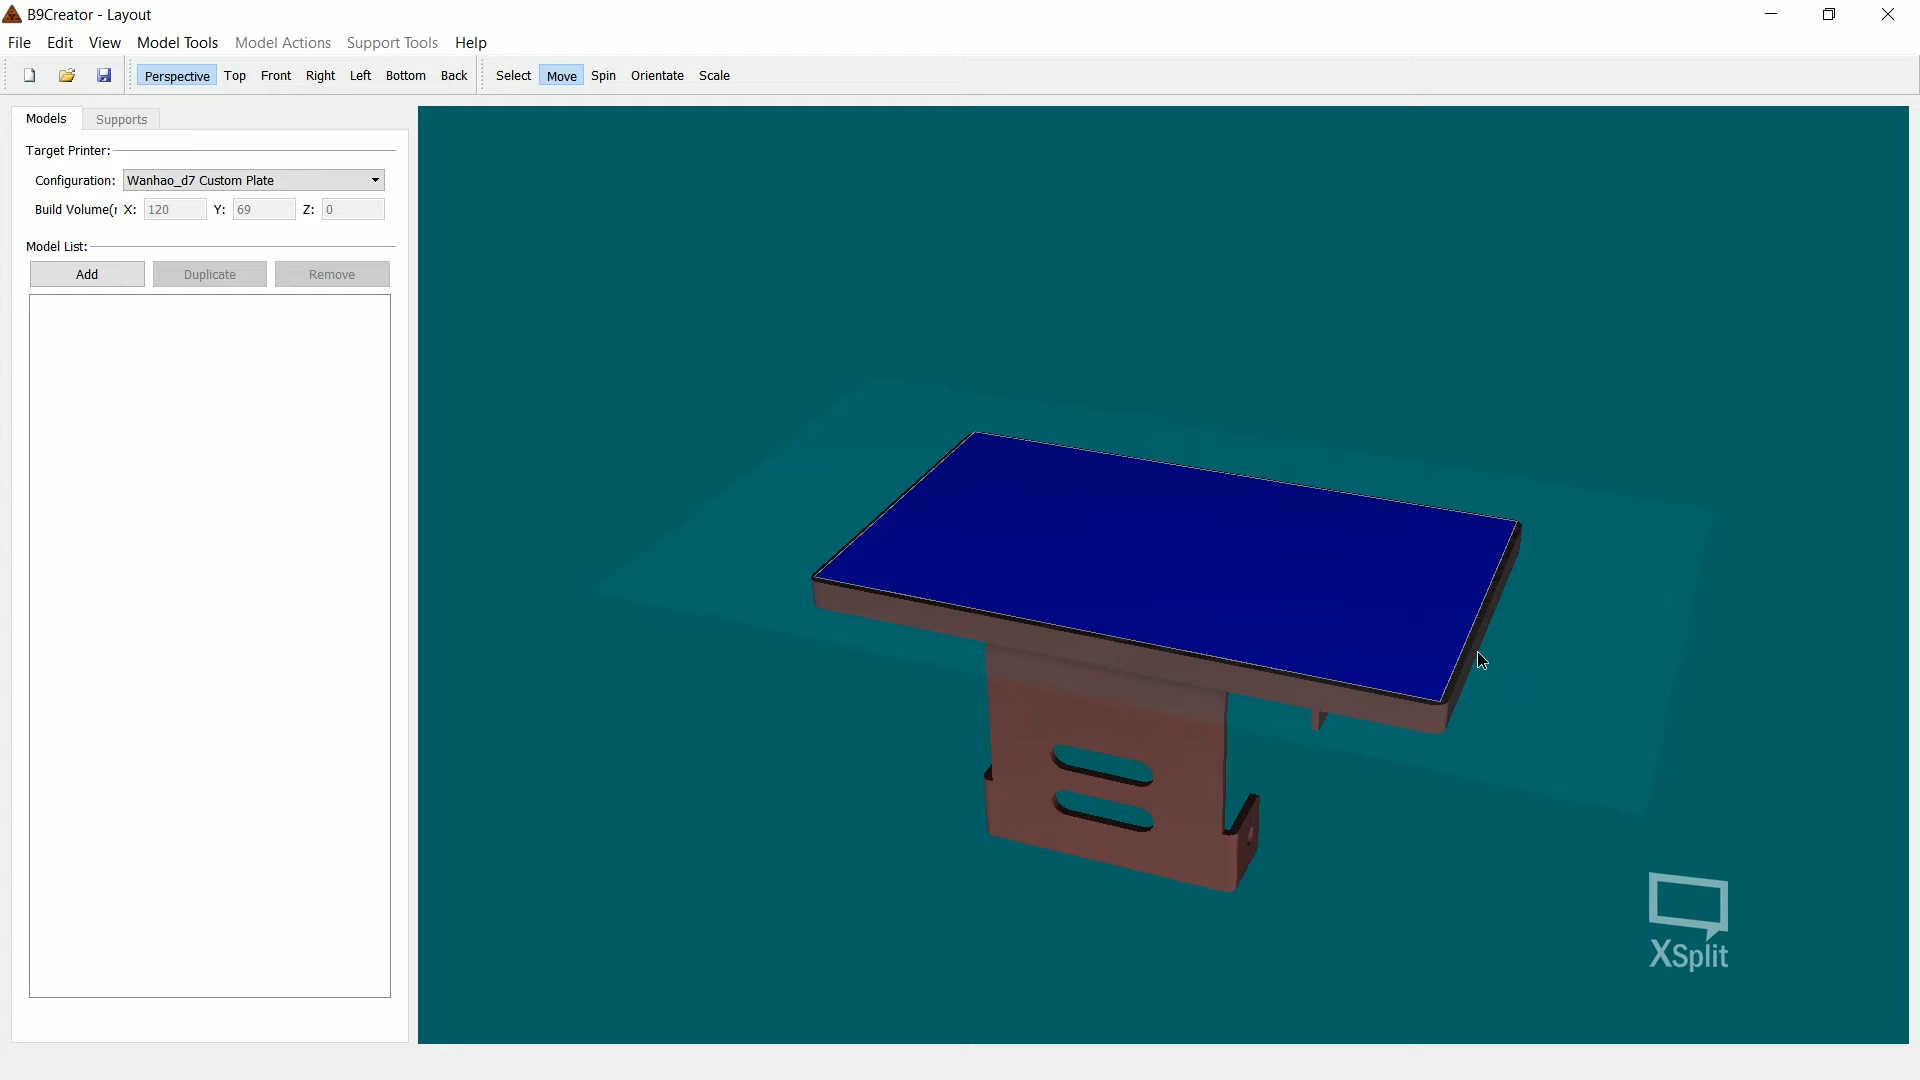 B9Creator - Layout
File Edit View Model Tools Model Actions Support Tools Help
Perspective Top Front Right Left Bottom Back Select Move Spin Orientate Scale
Models Supports
Target Printer:
Configuration: Wanhao_d7 Custom Plate
Build Volume(r X: 120 Y: 69 Z: 0
Model List:
Add Duplicate Remove
XSplit